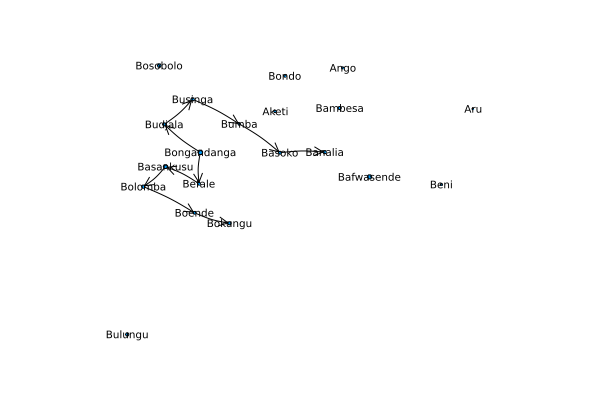 Bosobolo
Ango
Bondo
Businga
Aketi
Bambesa
Aru
Budjala
Bumba
Bongandanga
Basoko
Banalia
Basankusu
Bafwasende
Bolomba
Befale
Beni
Boende
Bokungu
Bulungu